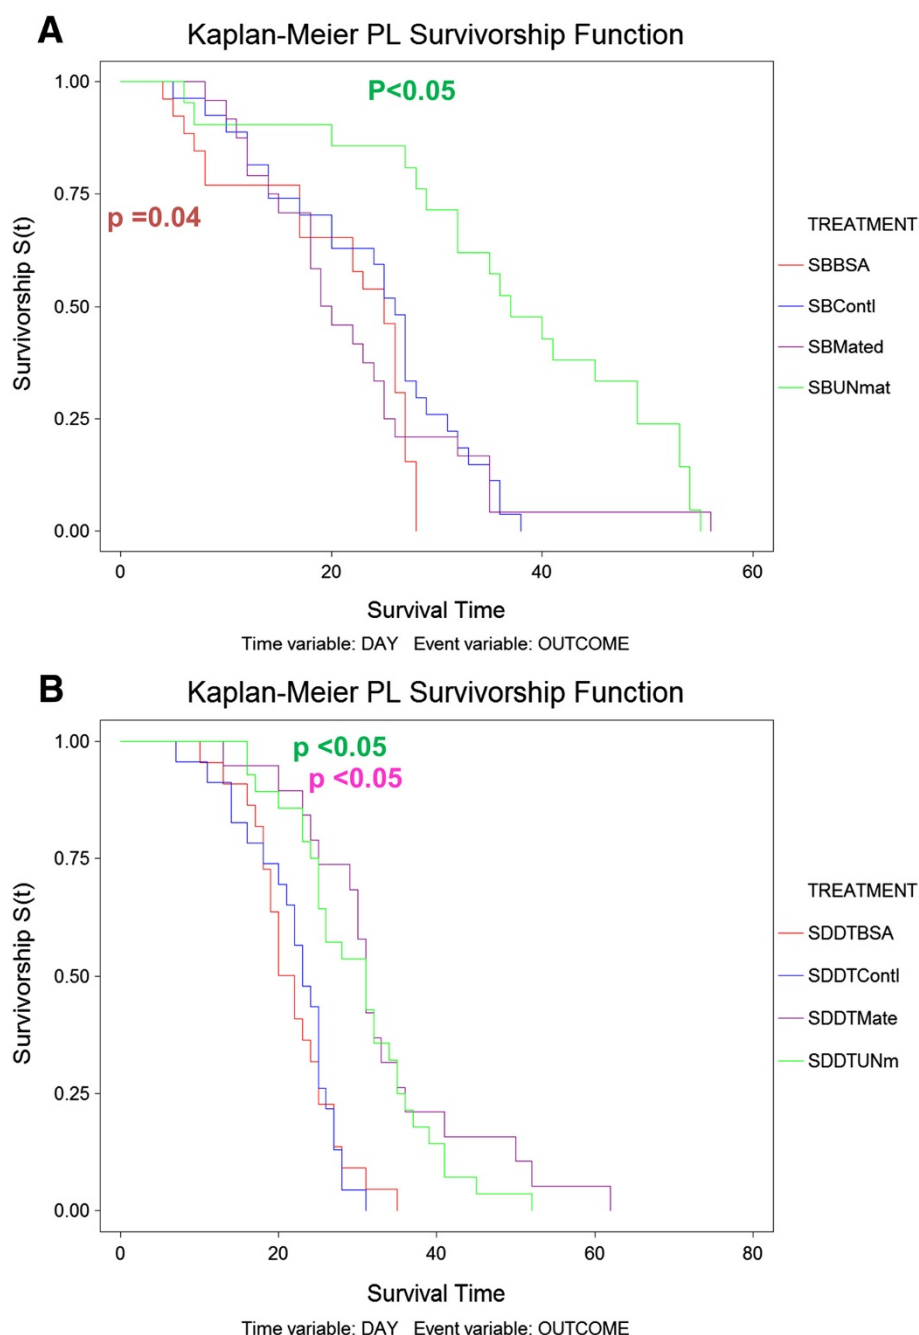 A
Kaplan-Meier PL Survivorship Function
P<0.05
p =0.04
Survivorship S(t)
1.00
0.75
0.50
0.25
0.00
0 20 40 60
Survival Time
Time variable: DAY Event variable: OUTCOME
TREATMENT
SBBSA
SBContl
SBMated
SBUNmat
B
Kaplan-Meier PL Survivorship Function
p <0.05
p <0.05
Survivorship S(t)
1.00
0.75
0.50
0.25
0.00
0 20 40 60 80
Survival Time
Time variable: DAY Event variable: OUTCOME
TREATMENT
SDDTBSA
SDDTContl
SDDTMate
SDDTUNm